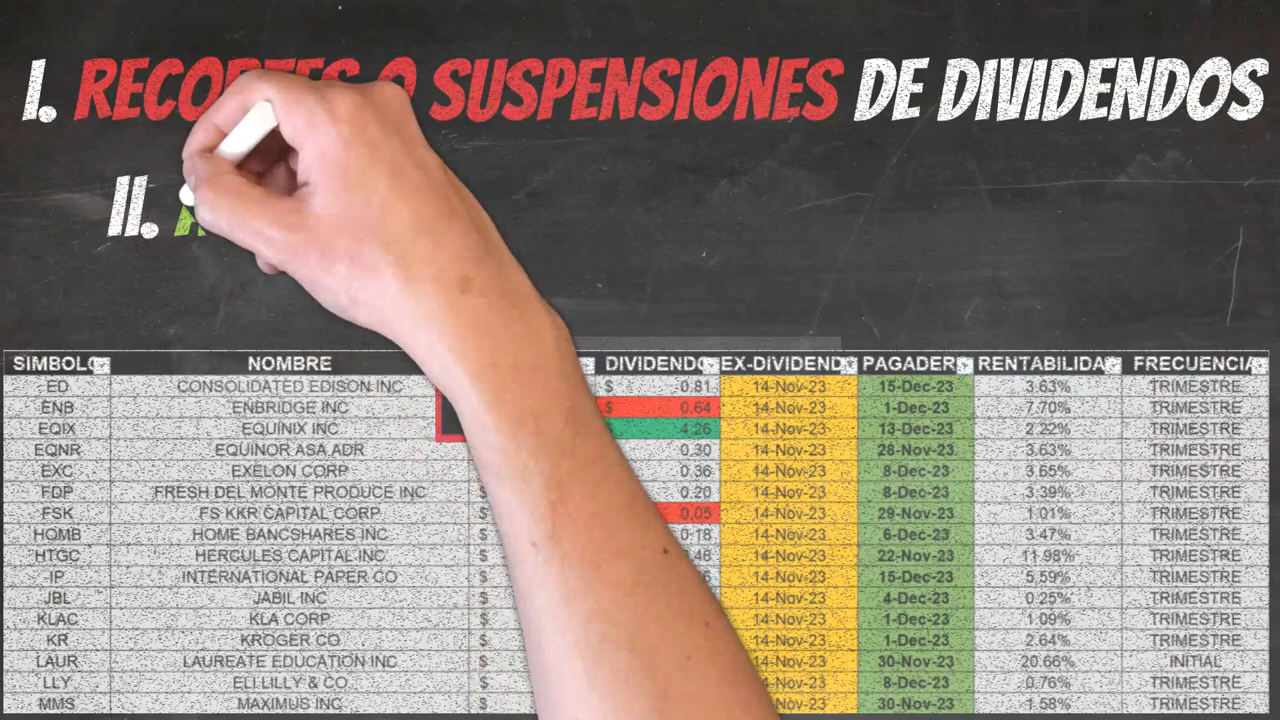 I. RECORTES O SUSPENSIONES DE DIVIDENDOS
II.
SIMBOLO NOMBRE DIVIDENDO EX-DIVIDEND PAGADER RENTABILIDA FRECUENCIA
ED CONSOLIDATED EDISON INC $ 0.81 14-Nov-23 15-Dec-23 3.63% TRIMESTRE
ENB ENBRIDGE INC $ 0.64 14-Nov-23 1-Dec-23 7.70% TRIMESTRE
EQIX EQUINIX INC 4.26 14-Nov-23 13-Dec-23 2.22% TRIMESTRE
EQNR EQUINOR ASA ADR 0.30 14-Nov-23 28-Nov-23 3.63% TRIMESTRE
EXC EXELON CORP 0.36 14-Nov-23 8-Dec-23 3.65% TRIMESTRE
FDP FRESH DEL MONTE PRODUCE INC $ 0.20 14-Nov-23 8-Dec-23 3.39% TRIMESTRE
FSK FS KKR CAPITAL CORP $ 0.05 14-Nov-23 29-Nov-23 1.01% TRIMESTRE
HOMB HOME BANCSHARES INC $ 0.18 14-Nov-23 6-Dec-23 3.47% TRIMESTRE
HTGC HERCULES CAPITAL INC $ 14-Nov-23 22-Nov-23 11.98% TRIMESTRE
IP INTERNATIONAL PAPER CO $ 14-Nov-23 15-Dec-23 5.59% TRIMESTRE
JBL JABIL INC $ 14-Nov-23 4-Dec-23 0.25% TRIMESTRE
KLAC KLA CORP $ 14-Nov-23 1-Dec-23 1.09% TRIMESTRE
KR KROGER CO $ 14-Nov-23 1-Dec-23 2.64% TRIMESTRE
LAUR LAUREATE EDUCATION INC $ 14-Nov-23 30-Nov-23 20.66% INITIAL
LLY ELI LILLY & CO $ 14-Nov-23 8-Dec-23 0.76% TRIMESTRE
MMS MAXIMUS INC $ 14-Nov-23 30-Nov-23 1.58% TRIMESTRE